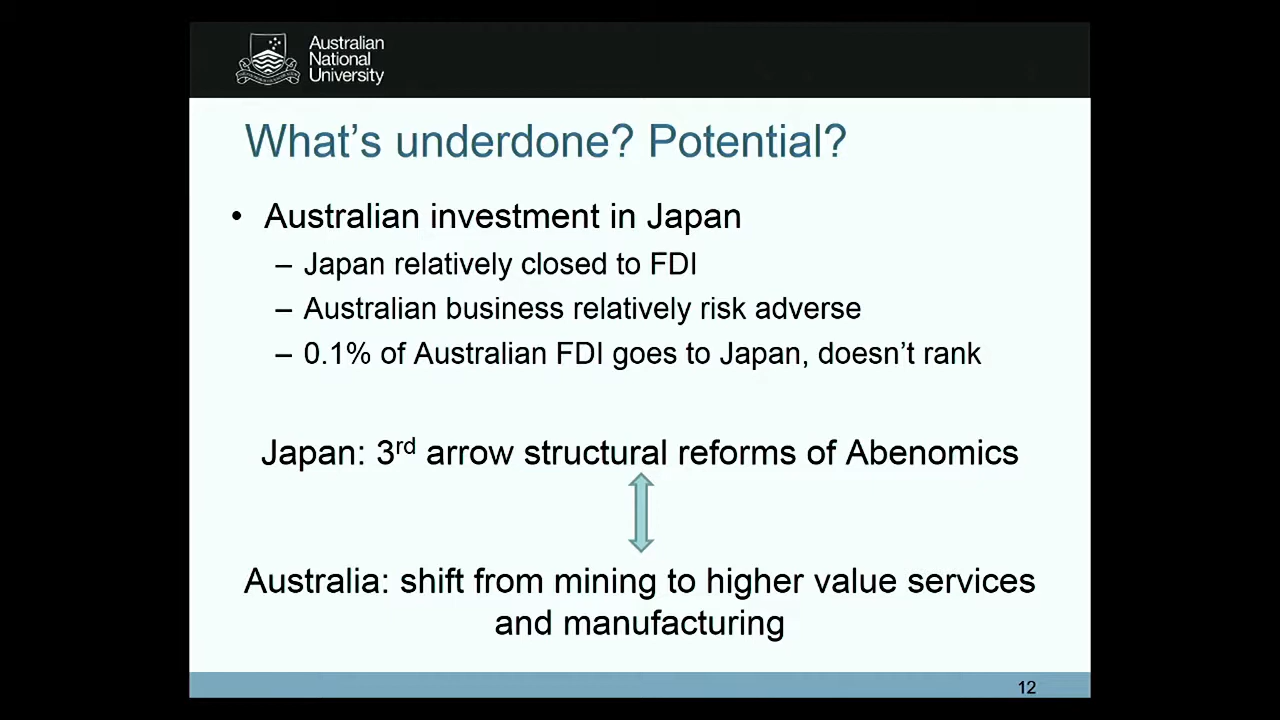 Australian
National
University
What's underdone? Potential?
• Australian investment in Japan
– Japan relatively closed to FDI
– Australian business relatively risk adverse
– 0.1% of Australian FDI goes to Japan, doesn't rank
Japan: 3rd arrow structural reforms of Abenomics
Australia: shift from mining to higher value services
and manufacturing
12